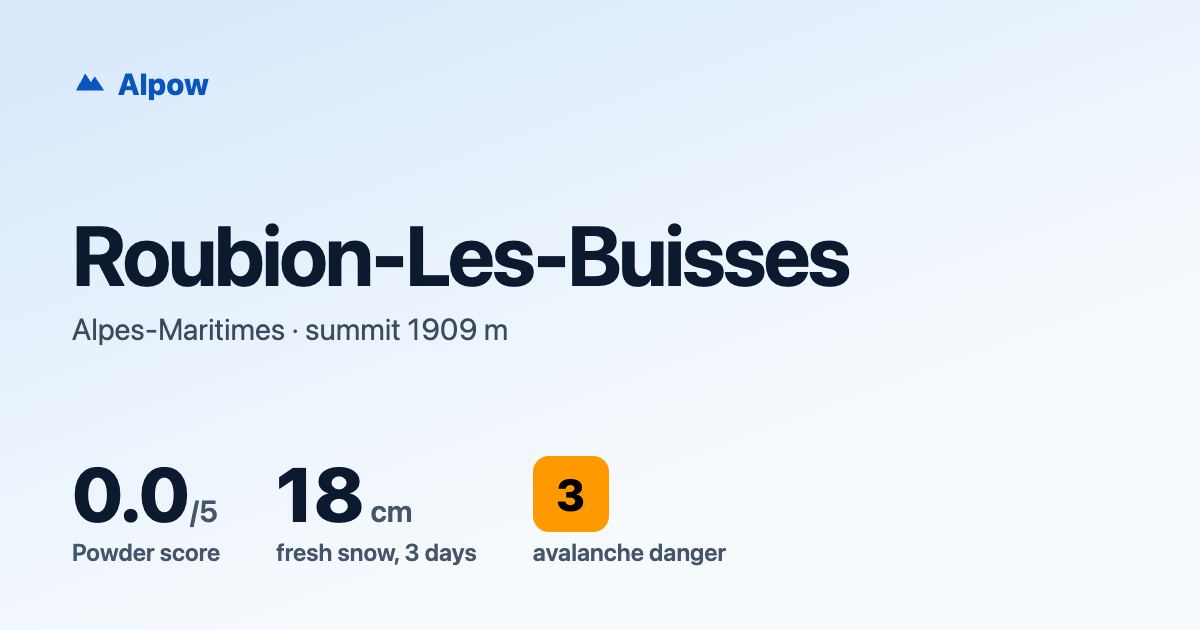 Alpow
Roubion-Les-Buisses
Alpes-Maritimes · summit 1909 m
0.0/5
Powder score
18 cm
fresh snow, 3 days
3
avalanche danger